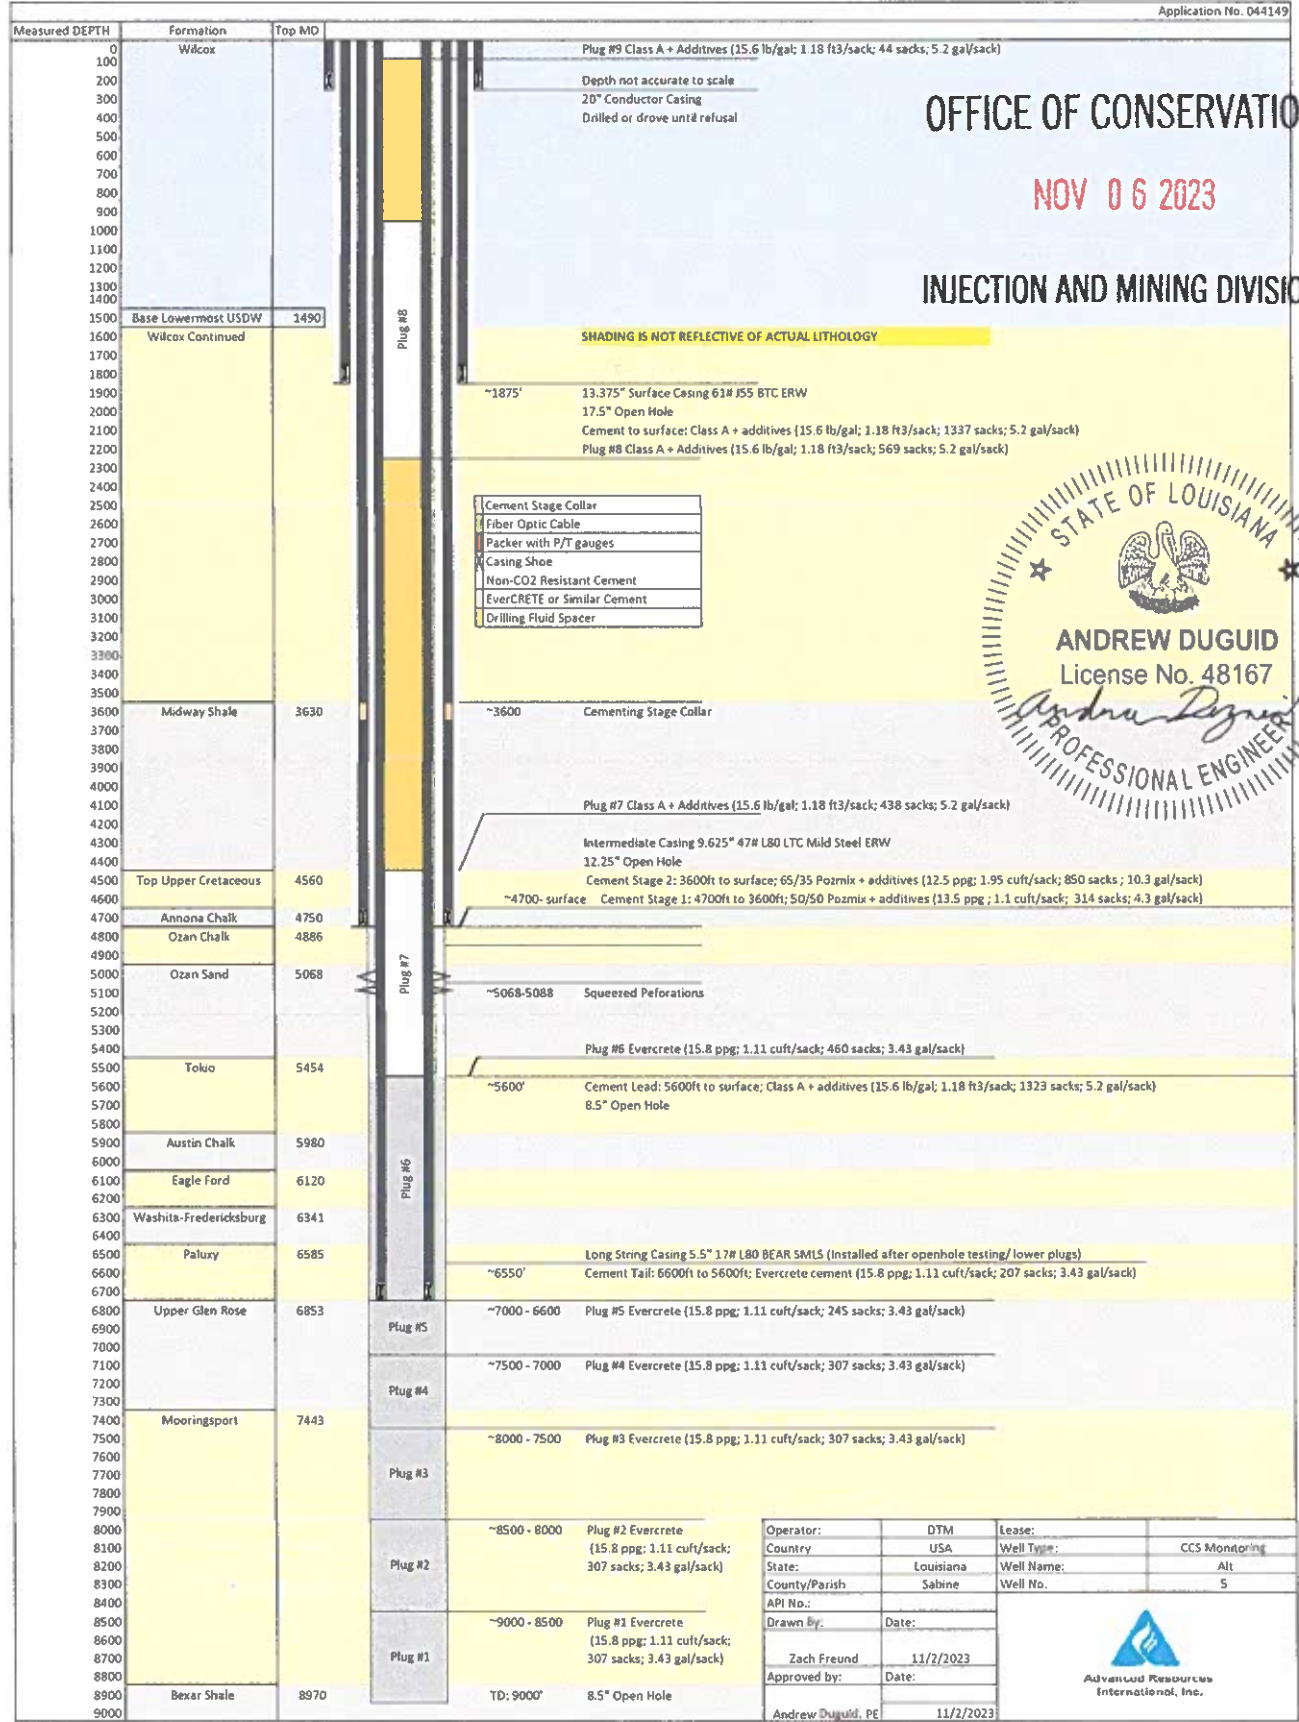 Application No. 044149
Measured DEPTH Formation Top MD
0 Wilcox Plug #9 Class A + Additives (15.6 lb/gal; 1.18 ft3/sack; 44 sacks; 5.2 gal/sack)
100
200 Depth not accurate to scale
300 20" Conductor Casing
400 Drilled or drove until refusal
OFFICE OF CONSERVATIO
500
600
700
800
NOV 06 2023
900
1000
1100
1200
1300
INJECTION AND MINING DIVISIO
1400
1500 Base Lowermost USDW 1490
1600 Wilcox Continued SHADING IS NOT REFLECTIVE OF ACTUAL LITHOLOGY
Plug #8
1700
1800
1900 ~1875' 13.375" Surface Casing 61# J55 BTC ERW
2000 17.5" Open Hole
2100 Cement to surface: Class A + additives (15.6 lb/gal; 1.18 ft3/sack; 1337 sacks; 5.2 gal/sack)
2200 Plug #8 Class A + Additives (15.6 lb/gal; 1.18 ft3/sack; 569 sacks; 5.2 gal/sack)
2300
2400
2500 Cement Stage Collar
2600 Fiber Optic Cable
2700 Packer with P/T gauges
2800 Casing Shoe
2900 Non-CO2 Resistant Cement
3000 EverCRETE or Similar Cement
3100 Drilling Fluid Spacer
STATE OF LOUISIANA
ANDREW DUGUID
License No. 48167
PROFESSIONAL ENGINEER
3200
3300
3400
3500
3600 Midway Shale 3630 ~3600 Cementing Stage Collar
3700
3800
3900
4000
4100 Plug #7 Class A + Additives (15.6 lb/gal; 1.18 ft3/sack; 438 sacks; 5.2 gal/sack)
4200
4300 Intermediate Casing 9.625" 47# L80 LTC Mild Steel ERW
4400 12.25" Open Hole
4500 Top Upper Cretaceous 4560 Cement Stage 2: 3600ft to surface; 65/35 Pozmix + additives (12.5 ppg; 1.95 cuft/sack; 850 sacks ; 10.3 gal/sack)
4600 ~4700- surface Cement Stage 1: 4700ft to 3600ft; 50/50 Pozmix + additives (13.5 ppg ; 1.1 cuft/sack; 314 sacks; 4.3 gal/sack)
4700 Annona Chalk 4750
4800 Ozan Chalk 4886
4900
5000 Ozan Sand 5068
Plug #7
5100 ~5068-5088 Squeezed Peforations
5200
5300
5400 Plug #6 Evercrete (15.8 ppg; 1.11 cuft/sack; 460 sacks; 3.43 gal/sack)
5500 Tokio 5454
5600 ~5600' Cement Lead: 5600ft to surface; Class A + additives (15.6 lb/gal; 1.18 ft3/sack; 1323 sacks; 5.2 gal/sack)
5700 8.5" Open Hole
5800
5900 Austin Chalk 5980
6000
6100 Eagle Ford 6120
Plug #6
6200
6300 Washita-Fredericksburg 6341
6400
6500 Paluxy 6585 Long String Casing 5.5" 17# L80 BEAR SMLS (Installed after openhole testing/ lower plugs)
6600 ~6550' Cement Tail: 6600ft to 5600ft; Evercrete cement (15.8 ppg; 1.11 cuft/sack; 207 sacks; 3.43 gal/sack)
6700
6800 Upper Glen Rose 6853 ~7000 - 6600 Plug #5 Evercrete (15.8 ppg; 1.11 cuft/sack; 245 sacks; 3.43 gal/sack)
6900 Plug #5
7000
7100 ~7500 - 7000 Plug #4 Evercrete (15.8 ppg; 1.11 cuft/sack; 307 sacks; 3.43 gal/sack)
7200 Plug #4
7300
7400 Mooringsport 7443
7500 ~8000 - 7500 Plug #3 Evercrete (15.8 ppg; 1.11 cuft/sack; 307 sacks; 3.43 gal/sack)
7600
7700 Plug #3
7800
7900
8000 ~8500 - 8000 Plug #2 Evercrete
8100 (15.8 ppg; 1.11 cuft/sack;
8200 Plug #2 307 sacks; 3.43 gal/sack)
8300
8400
8500 ~9000 - 8500 Plug #1 Evercrete
8600 (15.8 ppg; 1.11 cuft/sack;
8700 Plug #1 307 sacks; 3.43 gal/sack)
8800
8900 Bexar Shale 8970 TD: 9000' 8.5" Open Hole
9000
Operator: DTM Lease:
Country USA Well Type: CCS Monitoring
State: Louisiana Well Name: Alt
County/Parish Sabine Well No. 5
API No.:
Drawn By: Date:
Zach Freund 11/2/2023
Approved by: Date:
Andrew Duguid, PE 11/2/2023
Advanced Resources
International, Inc.